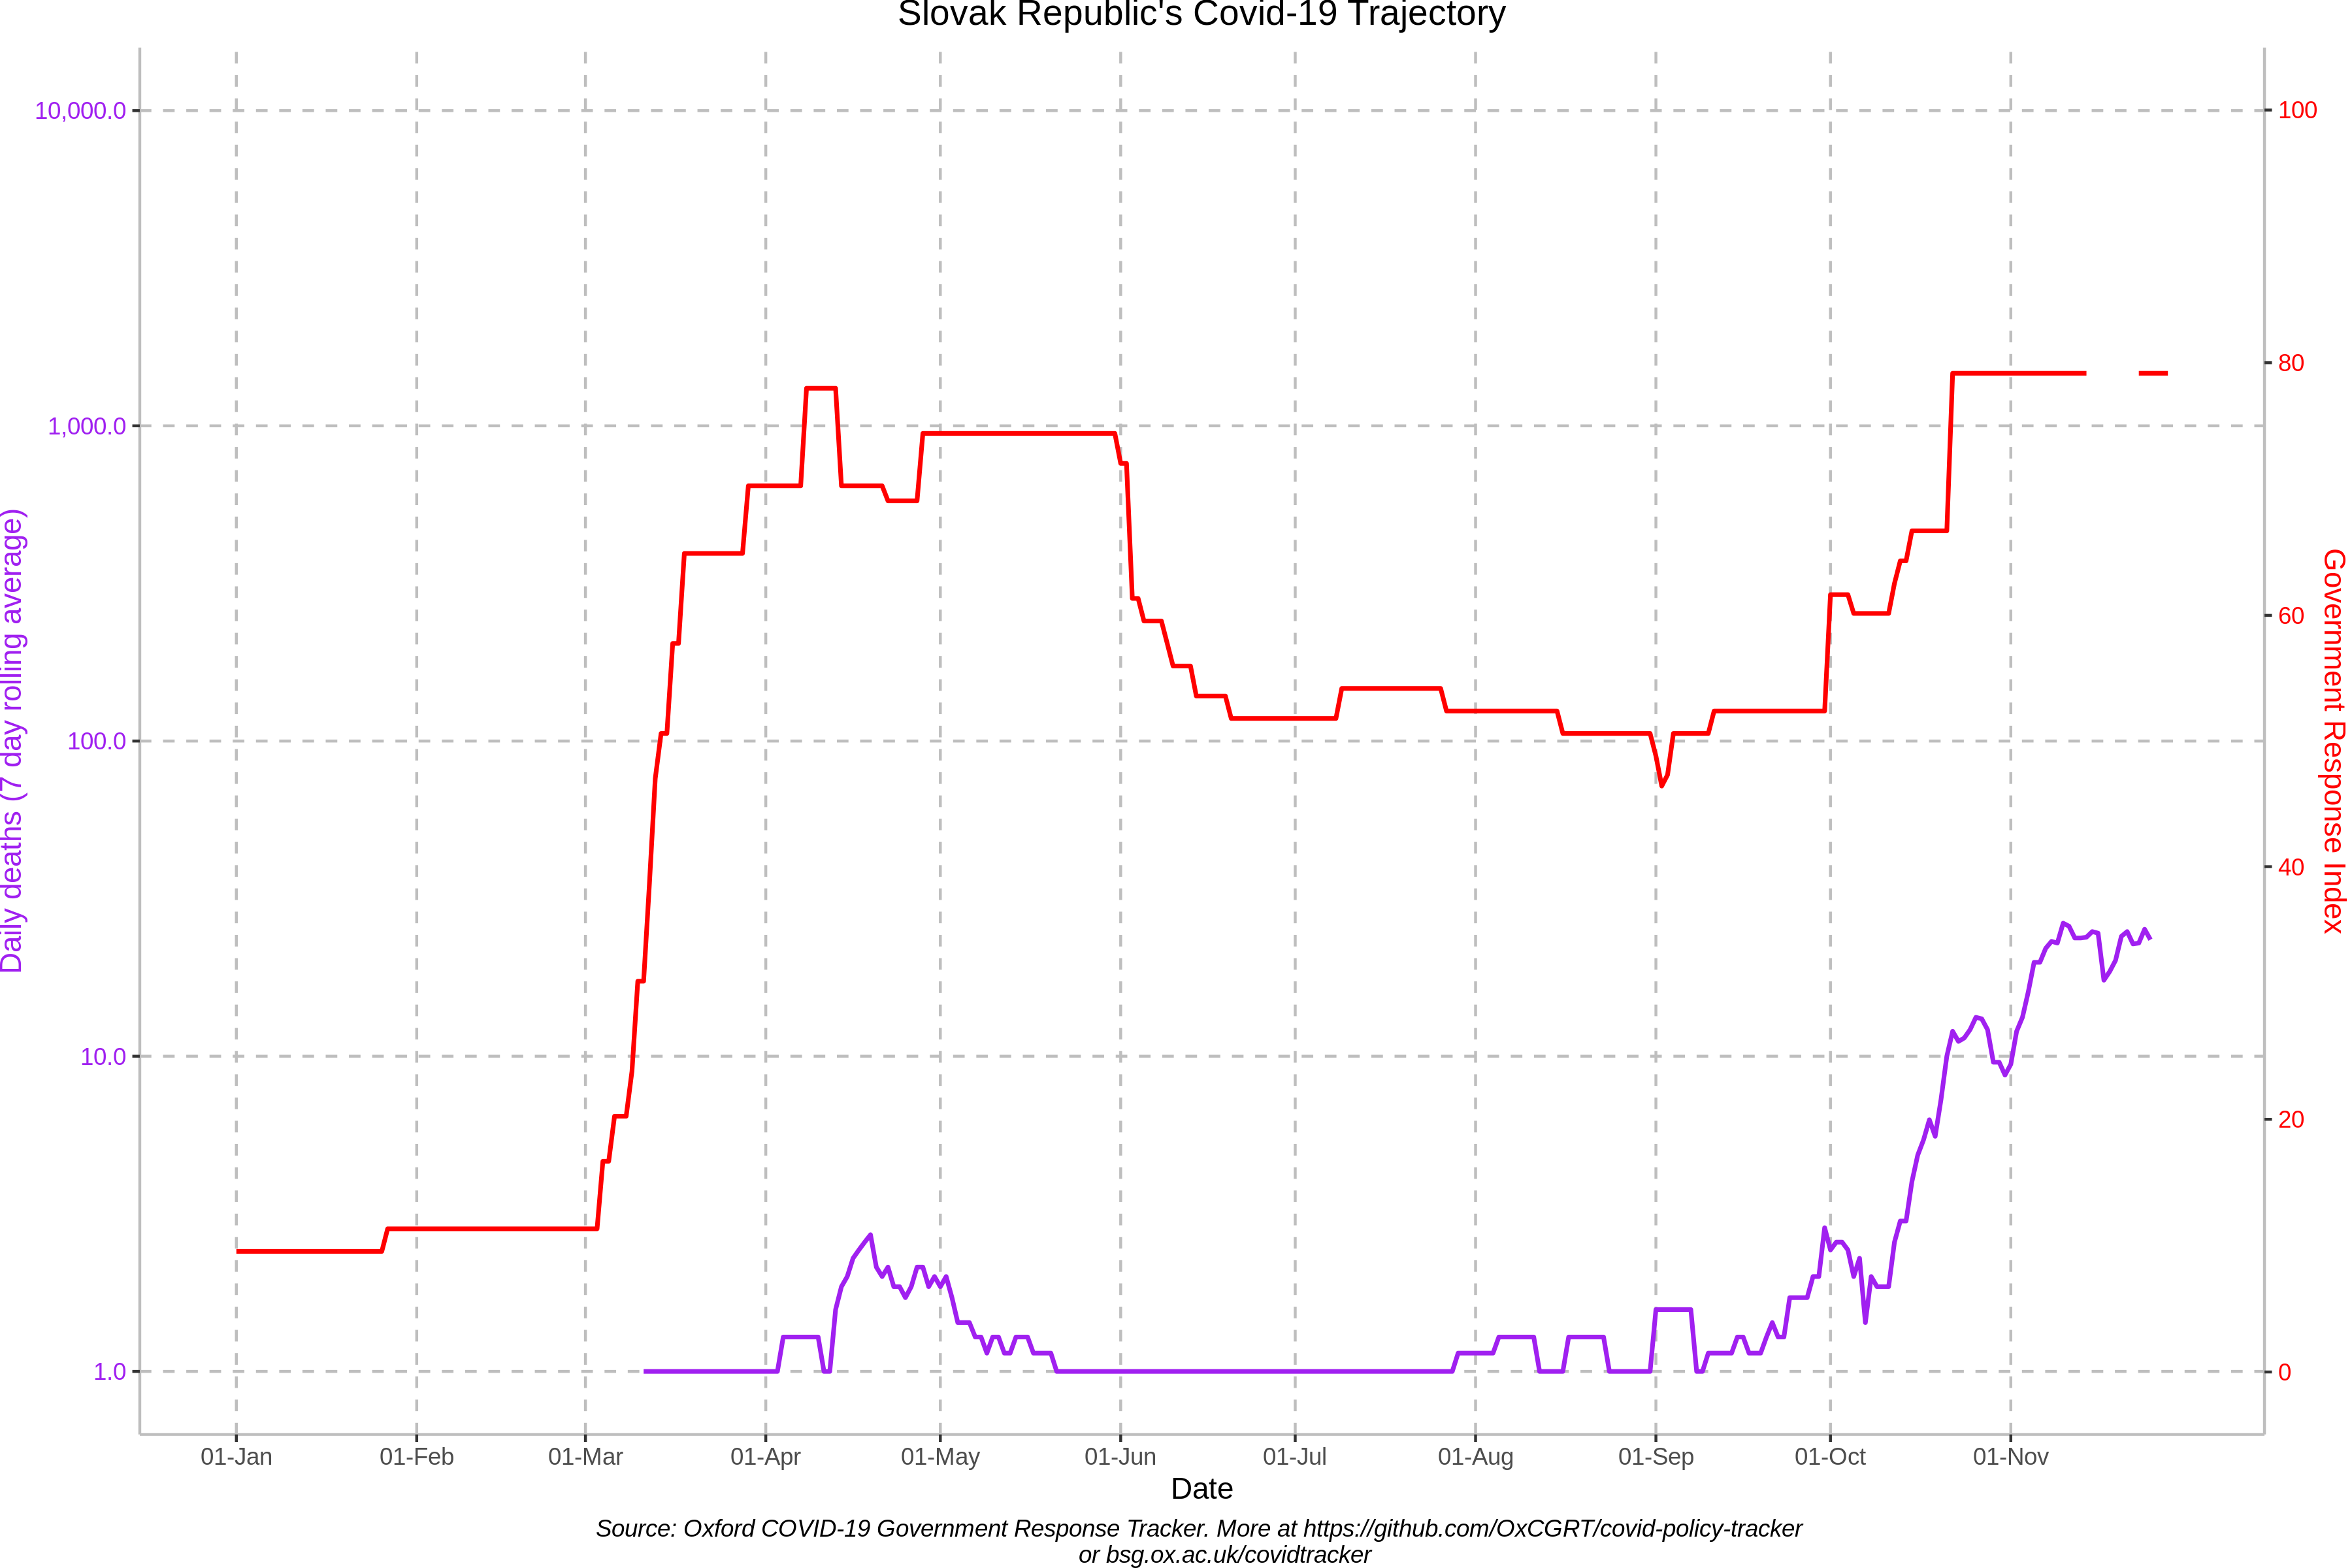 Slovak Republic's Covid-19 Trajectory
10,000.0
1,000.0
100.0
10.0
1.0
Daily deaths (7 day rolling average)
100
80
60
40
20
0
Government Response Index
01-Jan
01-Feb
01-Mar
01-Apr
01-May
01-Jun
01-Jul
01-Aug
01-Sep
01-Oct
01-Nov
Date
Source: Oxford COVID-19 Government Response Tracker. More at https://github.com/OxCGRT/covid-policy-tracker
or bsg.ox.ac.uk/covidtracker